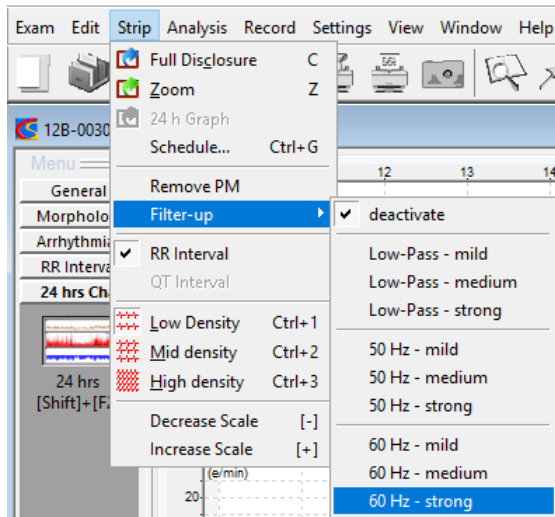 Exam Edit Strip Analysis Record Settings View Window Help
12B-0030
Menu
General
Morpholo
Arrhythmi
RR Interva
24 hrs Ch
24 hrs
[Shift]+[F
Full Disclosure C
Zoom Z
24 h Graph
Schedule... Ctrl+G
Remove PM
Filter-up
RR Interval
QT Interval
Low Density Ctrl+1
Mid density Ctrl+2
High density Ctrl+3
Decrease Scale [-]
Increase Scale [+]
12 13 14
deactivate
Low-Pass - mild
Low-Pass - medium
Low-Pass - strong
50 Hz - mild
50 Hz - medium
50 Hz - strong
60 Hz - mild
60 Hz - medium
60 Hz - strong
(e/min)
20